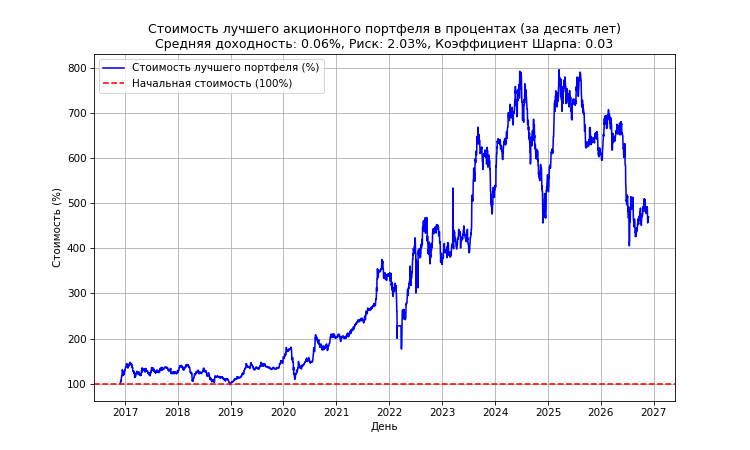 Стоимость лучшего акционного портфеля в процентах (за десять лет)
Средняя доходность: 0.06%, Риск: 2.03%, Коэффициент Шарпа: 0.03
Стоимость лучшего портфеля (%)
Начальная стоимость (100%)
Стоимость (%)
800
700
600
500
400
300
200
100
2017 2018 2019 2020 2021 2022 2023 2024 2025 2026 2027
День